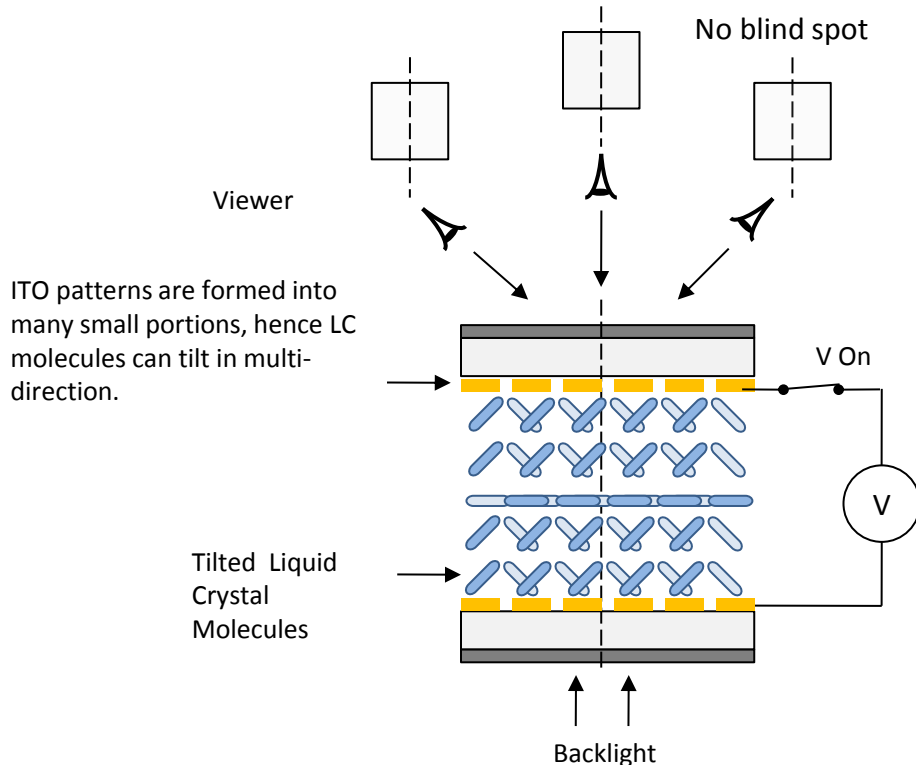 No blind spot
Viewer
ITO patterns are formed into
many small portions, hence LC
molecules can tilt in multi-
direction.
V On
V
Tilted Liquid
Crystal
Molecules
Backlight